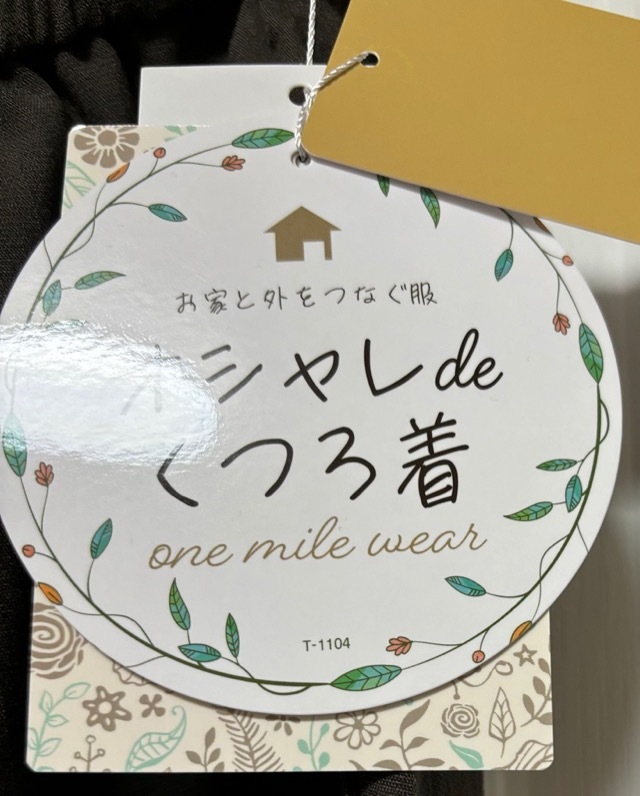 お家と外をつなぐ服
オシャレde
くつろ着
one mile wear
T-1104